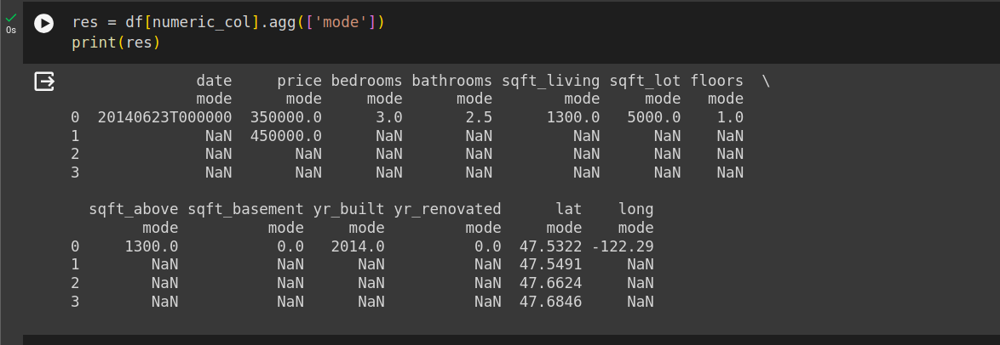 res = df[numeric_col].agg(['mode'])
0s
print(res)
date price bedrooms bathrooms sqft_living sqft_lot floors \
mode mode mode mode mode mode mode
0 20140623T000000 350000.0 3.0 2.5 1300.0 5000.0 1.0
1 NaN 450000.0 NaN NaN NaN NaN NaN
2 NaN NaN NaN NaN NaN NaN NaN
3 NaN NaN NaN NaN NaN NaN NaN
sqft_above sqft_basement yr_built yr_renovated lat long
mode mode mode mode mode mode
0 1300.0 0.0 2014.0 0.0 47.5322 -122.29
1 NaN NaN NaN NaN 47.5491 NaN
2 NaN NaN NaN NaN 47.6624 NaN
3 NaN NaN NaN NaN 47.6846 NaN